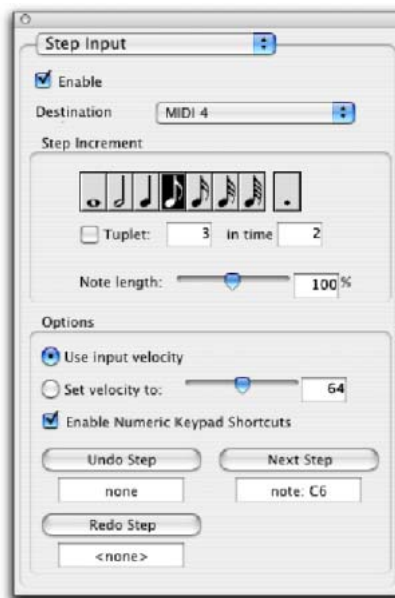 Step Input
Enable
Destination MIDI 4
Step Increment
Tuplet: 3 in time 2
Note length: 100 %
Options
Use input velocity
Set velocity to: 64
Enable Numeric Keypad Shortcuts
Undo Step Next Step
none note: C6
Redo Step
<none>